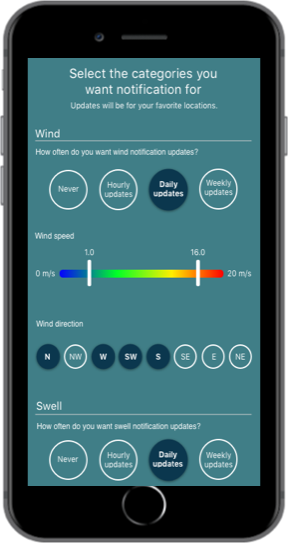 Select the categories you
want notification for
Updates will be for your favorite locations.
Wind
How often do you want wind notification updates?
Never
Hourly
updates
Daily
updates
Weekly
updates
Wind speed
1.0 16.0
0 m/s 20 m/s
Wind direction
N NW W SW S SE E NE
Swell
How often do you want swell notification updates?
Never
Hourly
updates
Daily
updates
Weekly
updates